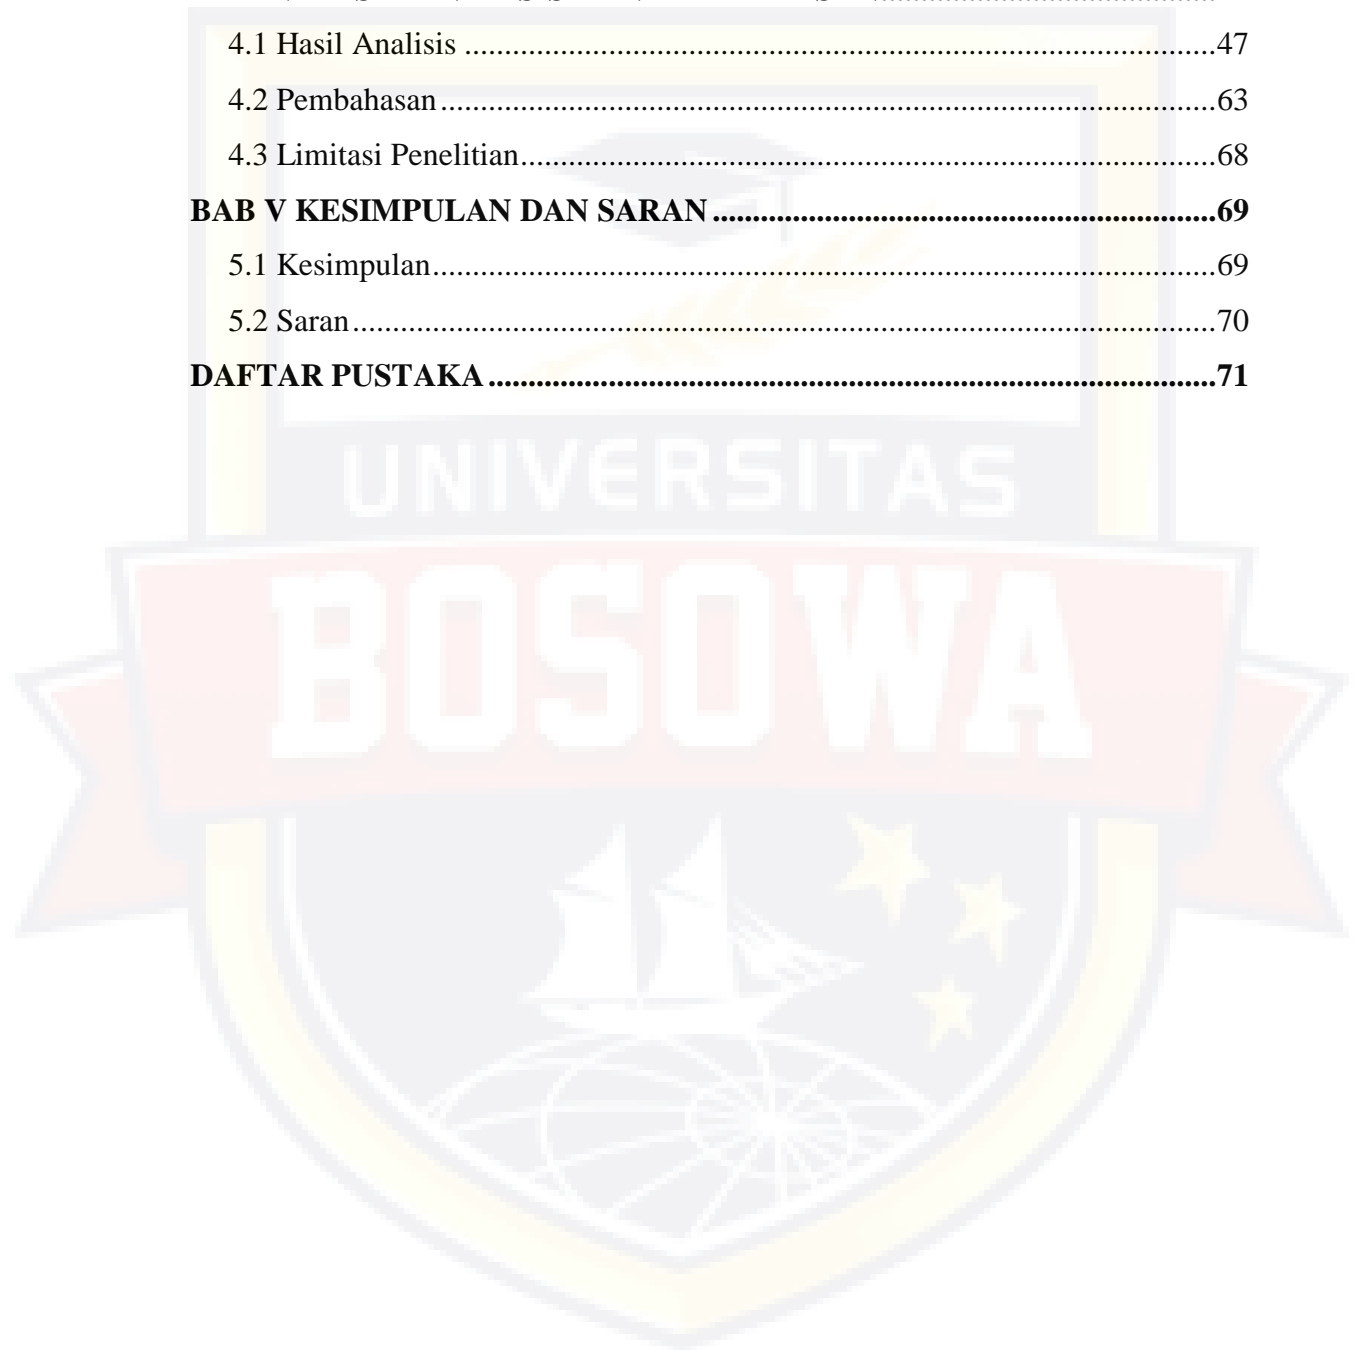 4.1 Hasil Analisis ................................................................................................47
4.2 Pembahasan ...................................................................................................63
4.3 Limitasi Penelitian.........................................................................................68
BAB V KESIMPULAN DAN SARAN ................................................................69
5.1 Kesimpulan....................................................................................................69
5.2 Saran ..............................................................................................................70
DAFTAR PUSTAKA ............................................................................................71
UNIVERSITAS
BOSOWA